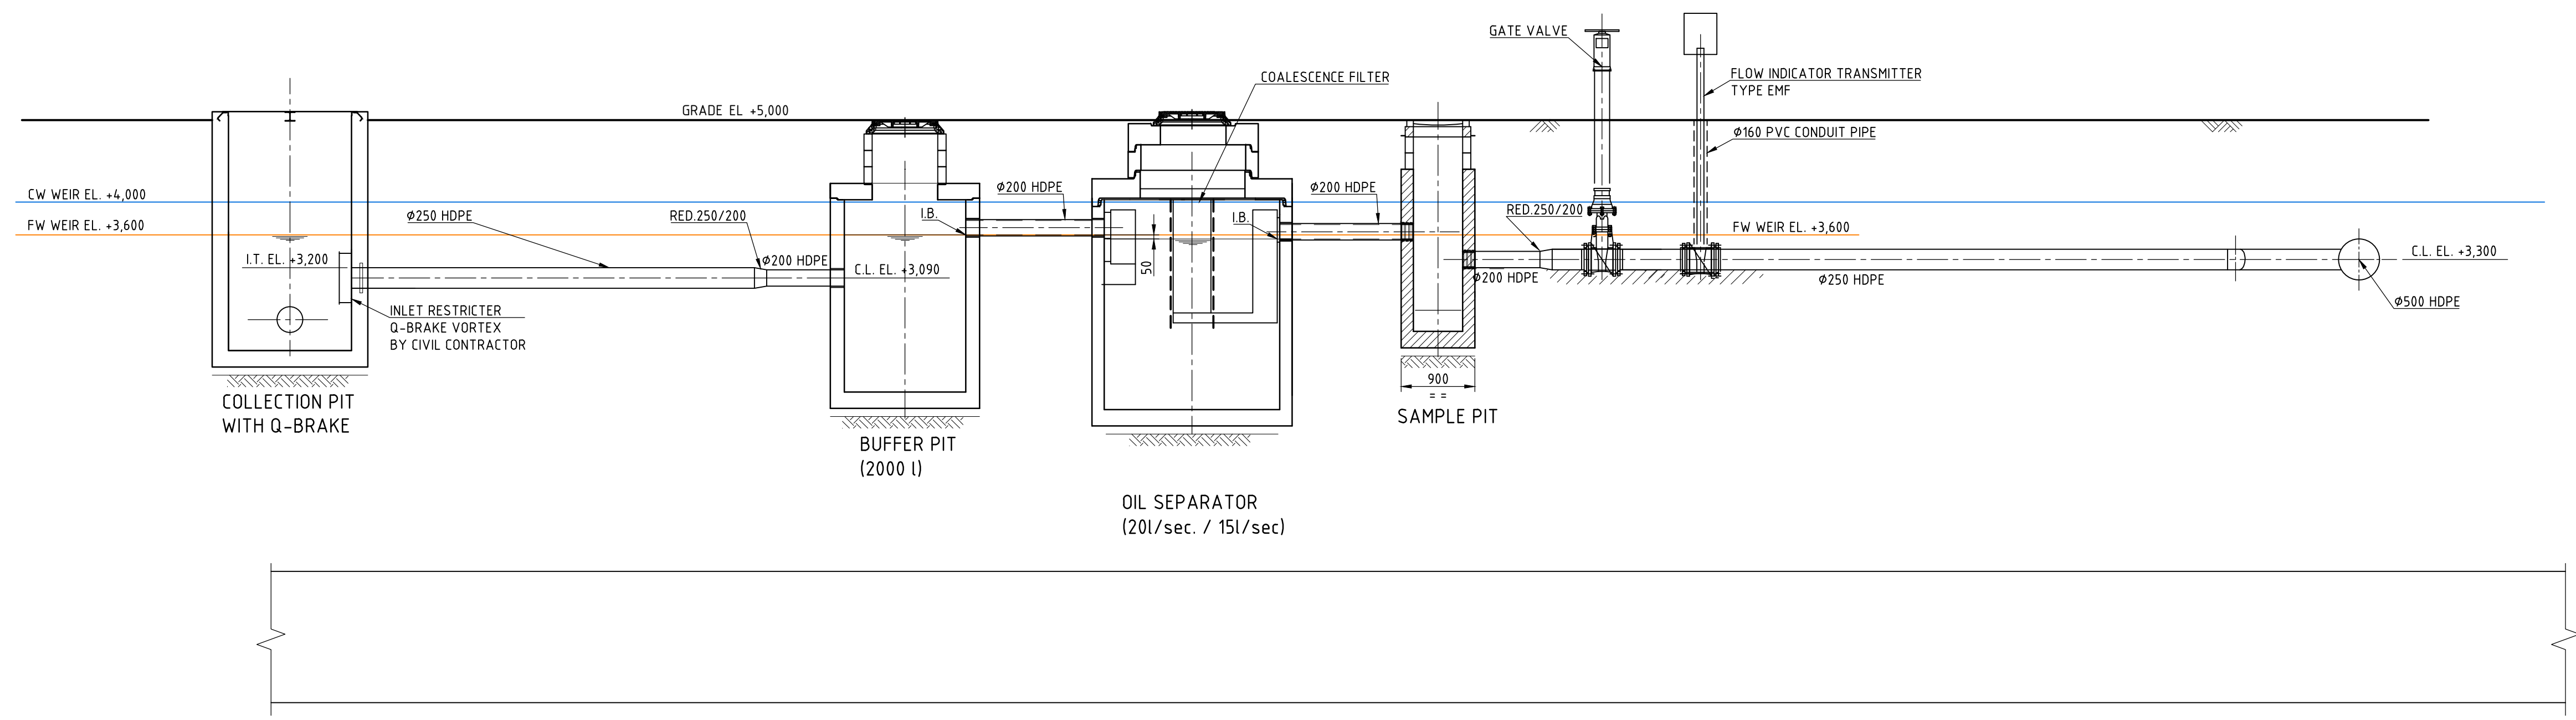 GATE VALVE
COALESCENCE FILTER
FLOW INDICATOR TRANSMITTER
TYPE EMF
GRADE EL +5,000
Ø160 PVC CONDUIT PIPE
CW WEIR EL. +4,000
Ø200 HDPE
Ø200 HDPE
FW WEIR EL. +3,600
Ø250 HDPE
RED.250/200
I.B.
I.B.
RED.250/200
FW WEIR EL. +3,600
I.T. EL. +3,200
Ø200 HDPE
C.L. EL. +3,090
50
Ø200 HDPE
Ø250 HDPE
C.L. EL. +3,300
Ø500 HDPE
INLET RESTRICTER
Q-BRAKE VORTEX
BY CIVIL CONTRACTOR
900
= =
COLLECTION PIT
WITH Q-BRAKE
SAMPLE PIT
BUFFER PIT
(2000 l)
OIL SEPARATOR
(20l/sec. / 15l/sec)